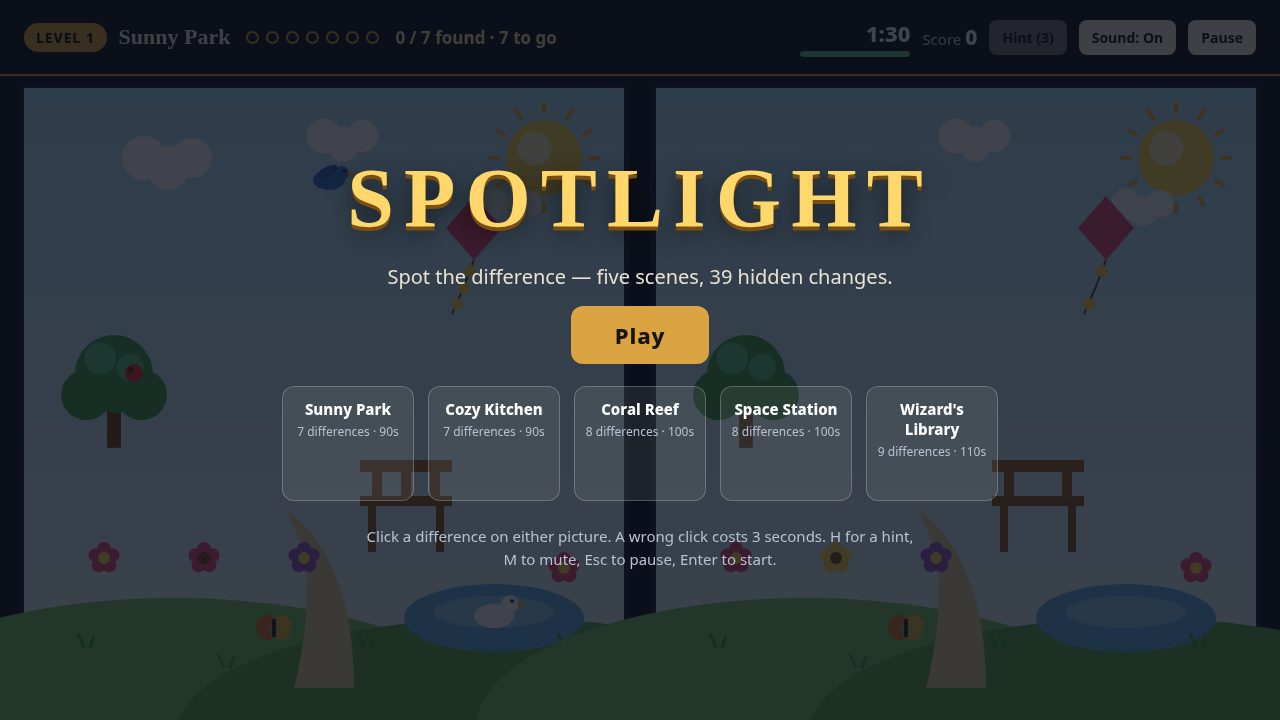 LEVEL 1 Sunny Park 0 / 7 found · 7 to go 1:30 Score 0 Hint (3) Sound: On Pause
SPOTLIGHT
Spot the difference — five scenes, 39 hidden changes.
Play
Sunny Park
7 differences · 90s
Cozy Kitchen
7 differences · 90s
Coral Reef
8 differences · 100s
Space Station
8 differences · 100s
Wizard's
Library
9 differences · 110s
Click a difference on either picture. A wrong click costs 3 seconds. H for a hint,
M to mute, Esc to pause, Enter to start.